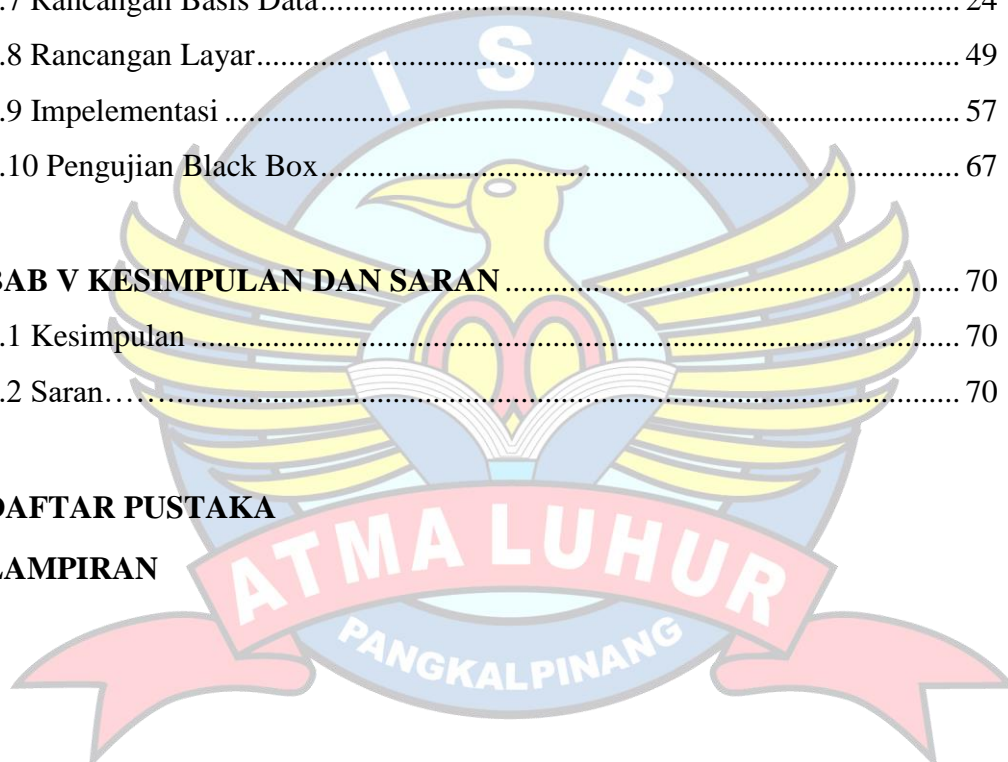 .7 Rancangan Basis Data 24
.8 Rancangan Layar 49
.9 Impelementasi 57
.10 Pengujian Black Box 67
BAB V KESIMPULAN DAN SARAN 70
.1 Kesimpulan 70
.2 Saran 70
DAFTAR PUSTAKA
LAMPIRAN
I S B
ATMA LUHUR
PANGKALPINANG